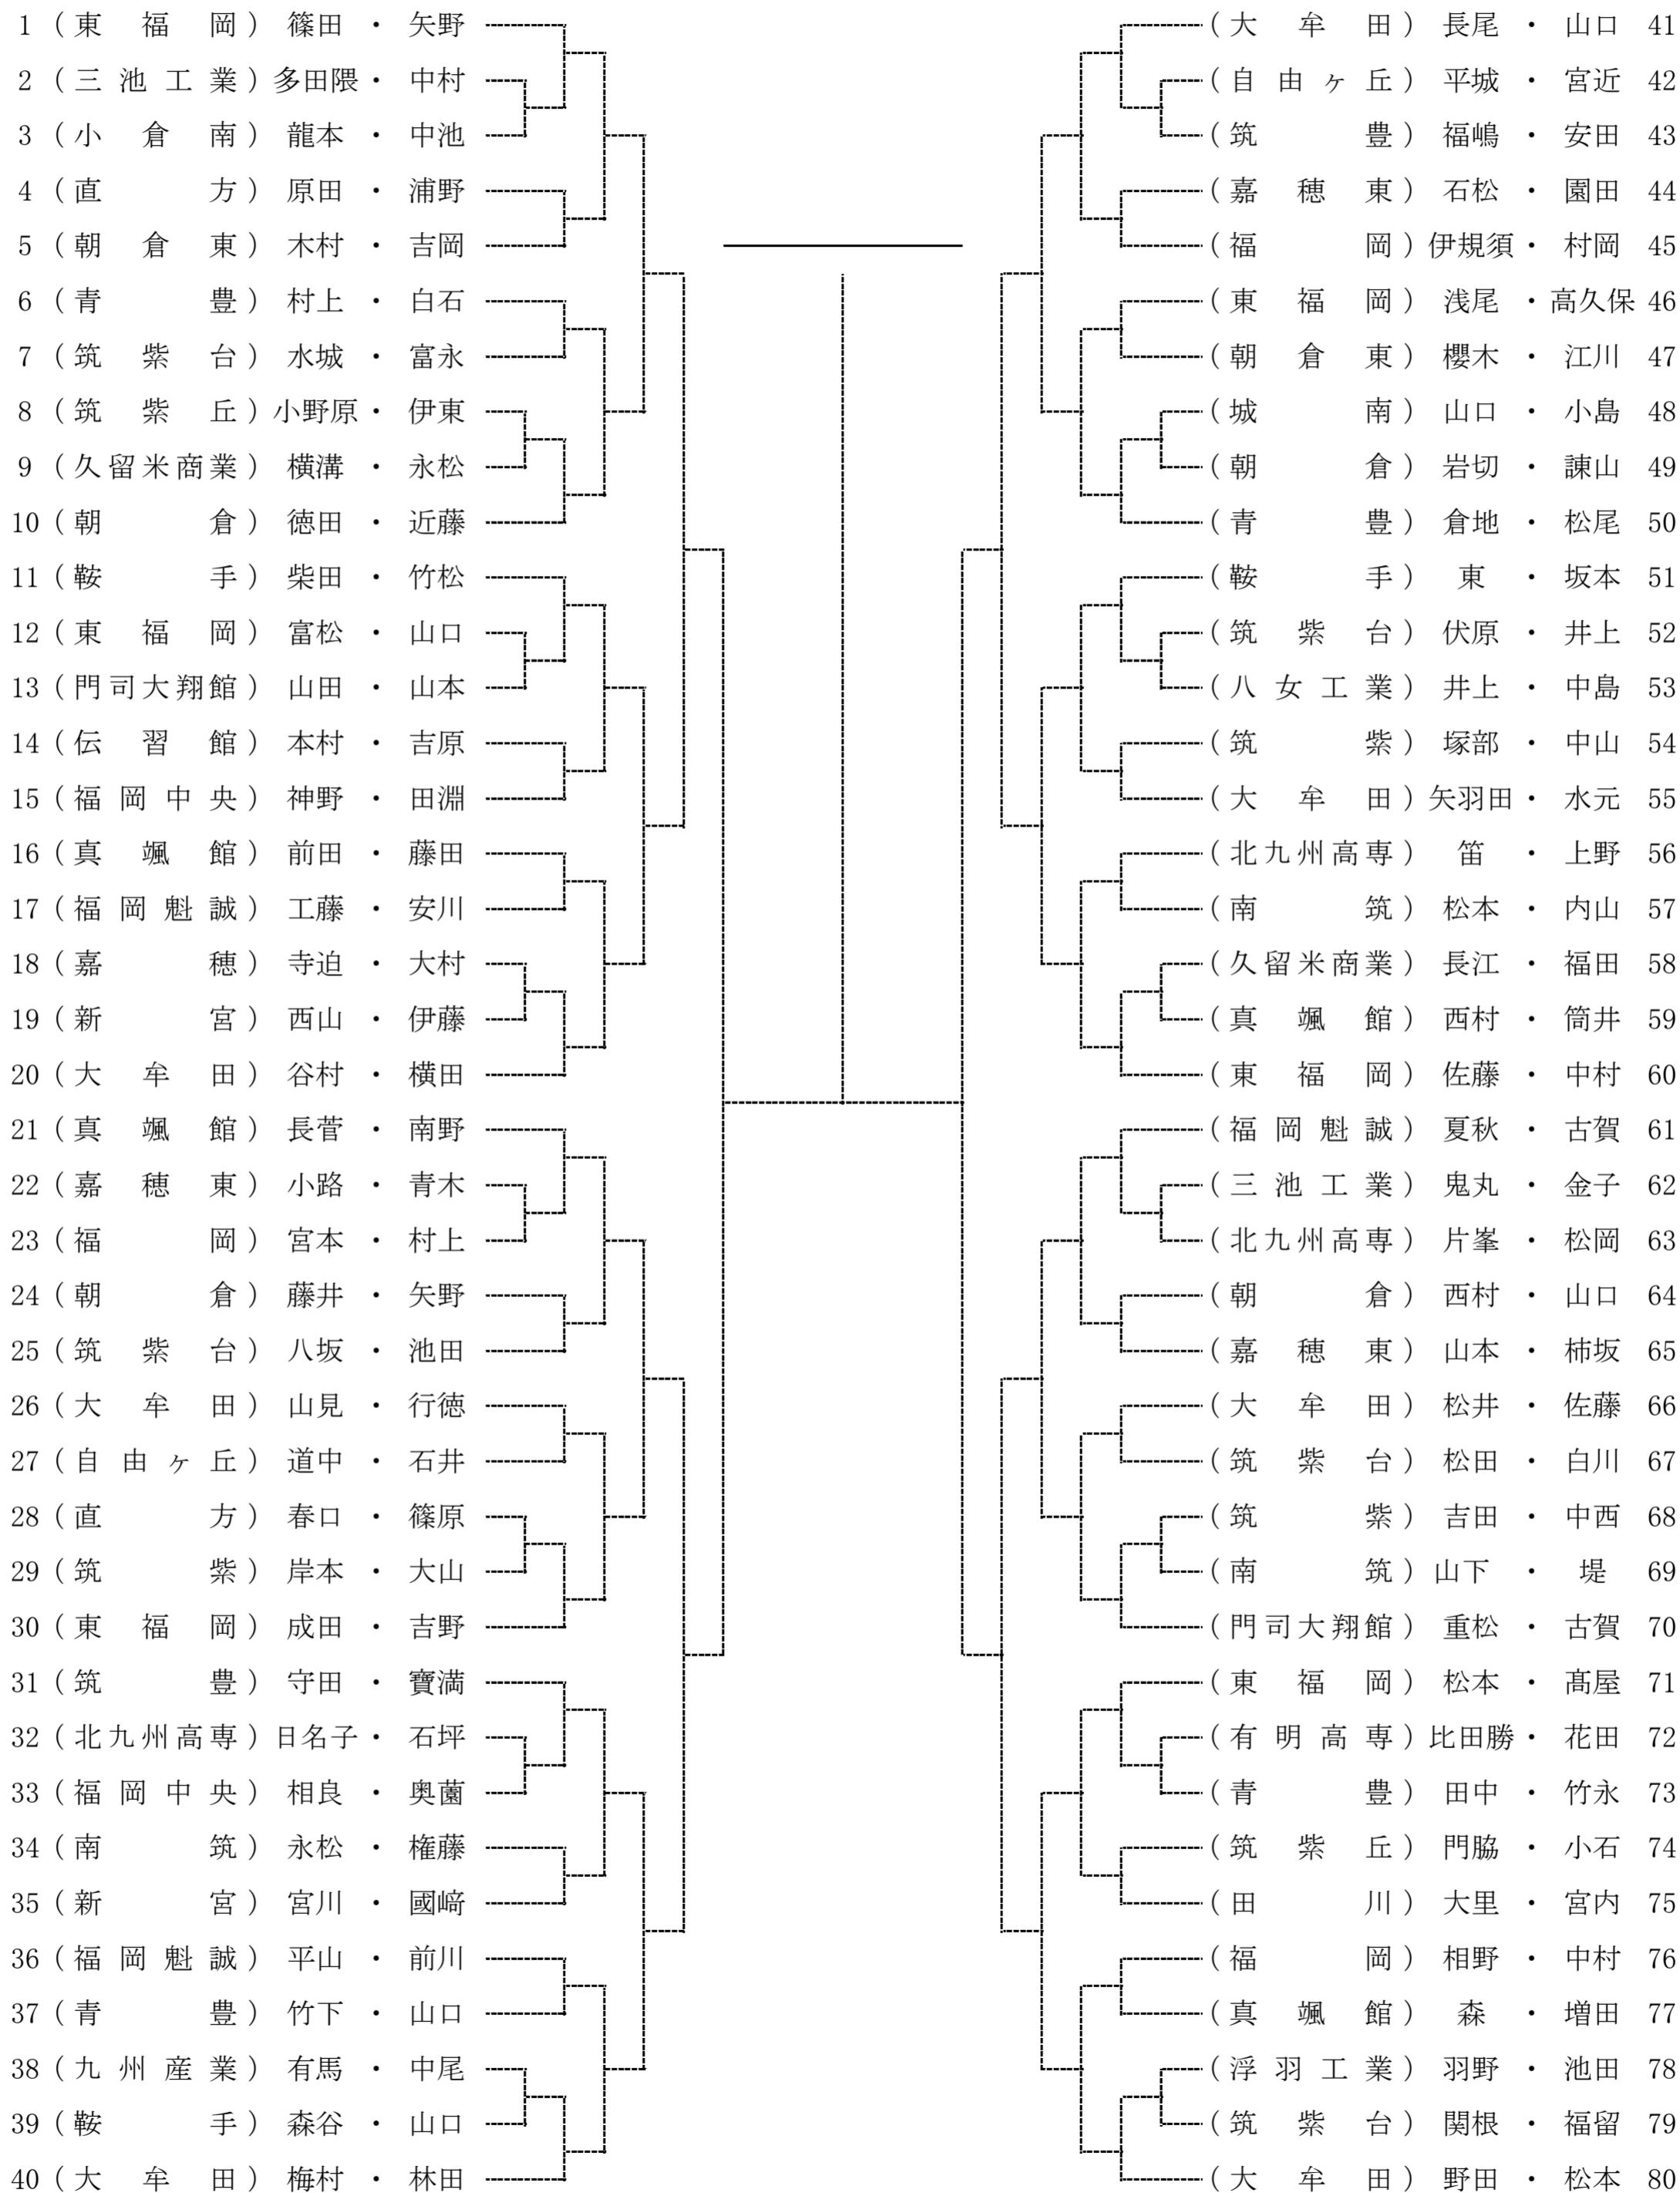 1 (東福岡) 篠田 ・ 矢野
2 (三池工業) 多田隈 ・ 中村
3 (小倉南) 龍本 ・ 中池
4 (直方) 原田 ・ 浦野
5 (朝倉東) 木村 ・ 吉岡
6 (青豊) 村上 ・ 白石
7 (筑紫台) 水城 ・ 富永
8 (筑紫丘) 小野原 ・ 伊東
9 (久留米商業) 横溝 ・ 永松
10 (朝倉) 徳田 ・ 近藤
11 (鞍手) 柴田 ・ 竹松
12 (東福岡) 富松 ・ 山口
13 (門司大翔館) 山田 ・ 山本
14 (伝習館) 本村 ・ 吉原
15 (福岡中央) 神野 ・ 田淵
16 (真颯館) 前田 ・ 藤田
17 (福岡魁誠) 工藤 ・ 安川
18 (嘉穂) 寺迫 ・ 大村
19 (新宮) 西山 ・ 伊藤
20 (大牟田) 谷村 ・ 横田
21 (真颯館) 長菅 ・ 南野
22 (嘉穂東) 小路 ・ 青木
23 (福岡) 宮本 ・ 村上
24 (朝倉) 藤井 ・ 矢野
25 (筑紫台) 八坂 ・ 池田
26 (大牟田) 山見 ・ 行徳
27 (自由ヶ丘) 道中 ・ 石井
28 (直方) 春口 ・ 篠原
29 (筑紫) 岸本 ・ 大山
30 (東福岡) 成田 ・ 吉野
31 (筑豊) 守田 ・ 寶満
32 (北九州高専) 日名子 ・ 石坪
33 (福岡中央) 相良 ・ 奥薗
34 (南筑) 永松 ・ 権藤
35 (新宮) 宮川 ・ 國﨑
36 (福岡魁誠) 平山 ・ 前川
37 (青豊) 竹下 ・ 山口
38 (九州産業) 有馬 ・ 中尾
39 (鞍手) 森谷 ・ 山口
40 (大牟田) 梅村 ・ 林田
(大牟田) 長尾 ・ 山口 41
(自由ヶ丘) 平城 ・ 宮近 42
(筑豊) 福嶋 ・ 安田 43
(嘉穂東) 石松 ・ 園田 44
(福岡) 伊規須 ・ 村岡 45
(東福岡) 浅尾 ・ 高久保 46
(朝倉東) 櫻木 ・ 江川 47
(城南) 山口 ・ 小島 48
(朝倉) 岩切 ・ 諌山 49
(青豊) 倉地 ・ 松尾 50
(鞍手) 東 ・ 坂本 51
(筑紫台) 伏原 ・ 井上 52
(八女工業) 井上 ・ 中島 53
(筑紫) 塚部 ・ 中山 54
(大牟田) 矢羽田 ・ 水元 55
(北九州高専) 笛 ・ 上野 56
(南筑) 松本 ・ 内山 57
(久留米商業) 長江 ・ 福田 58
(真颯館) 西村 ・ 筒井 59
(東福岡) 佐藤 ・ 中村 60
(福岡魁誠) 夏秋 ・ 古賀 61
(三池工業) 鬼丸 ・ 金子 62
(北九州高専) 片峯 ・ 松岡 63
(朝倉) 西村 ・ 山口 64
(嘉穂東) 山本 ・ 柿坂 65
(大牟田) 松井 ・ 佐藤 66
(筑紫台) 松田 ・ 白川 67
(筑紫) 吉田 ・ 中西 68
(南筑) 山下 ・ 堤 69
(門司大翔館) 重松 ・ 古賀 70
(東福岡) 松本 ・ 髙屋 71
(有明高専) 比田勝 ・ 花田 72
(青豊) 田中 ・ 竹永 73
(筑紫丘) 門脇 ・ 小石 74
(田川) 大里 ・ 宮内 75
(福岡) 相野 ・ 中村 76
(真颯館) 森 ・ 増田 77
(浮羽工業) 羽野 ・ 池田 78
(筑紫台) 関根 ・ 福留 79
(大牟田) 野田 ・ 松本 80